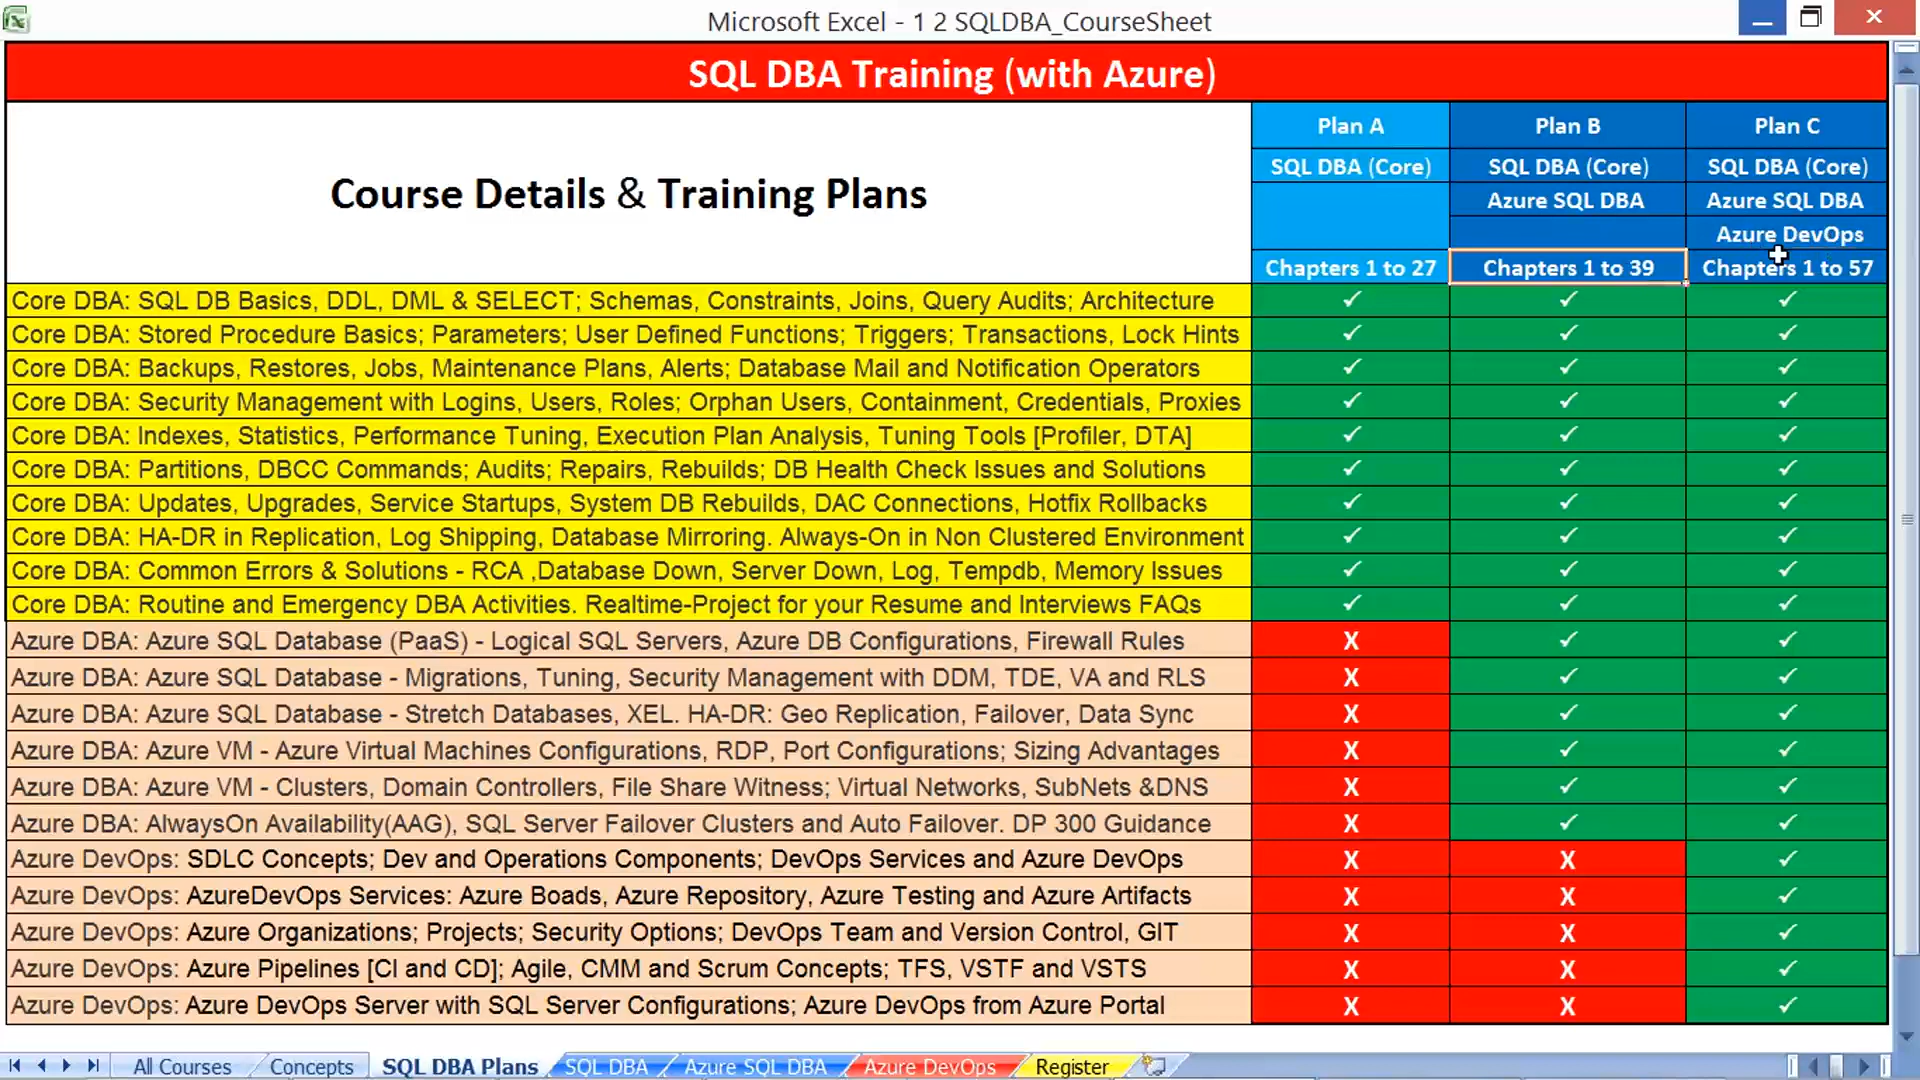 Microsoft Excel - 1 2 SQLDBA_CourseSheet
SQL DBA Training (with Azure)
Course Details & Training Plans
Plan A Plan B Plan C
SQL DBA (Core) SQL DBA (Core) SQL DBA (Core)
Azure SQL DBA Azure SQL DBA
Azure DevOps
Chapters 1 to 27 Chapters 1 to 39 Chapters 1 to 57
Core DBA: SQL DB Basics, DDL, DML & SELECT; Schemas, Constraints, Joins, Query Audits; Architecture ✓ ✓ ✓
Core DBA: Stored Procedure Basics; Parameters; User Defined Functions; Triggers; Transactions, Lock Hints ✓ ✓ ✓
Core DBA: Backups, Restores, Jobs, Maintenance Plans, Alerts; Database Mail and Notification Operators ✓ ✓ ✓
Core DBA: Security Management with Logins, Users, Roles; Orphan Users, Containment, Credentials, Proxies ✓ ✓ ✓
Core DBA: Indexes, Statistics, Performance Tuning, Execution Plan Analysis, Tuning Tools [Profiler, DTA] ✓ ✓ ✓
Core DBA: Partitions, DBCC Commands; Audits; Repairs, Rebuilds; DB Health Check Issues and Solutions ✓ ✓ ✓
Core DBA: Updates, Upgrades, Service Startups, System DB Rebuilds, DAC Connections, Hotfix Rollbacks ✓ ✓ ✓
Core DBA: HA-DR in Replication, Log Shipping, Database Mirroring. Always-On in Non Clustered Environment ✓ ✓ ✓
Core DBA: Common Errors & Solutions - RCA ,Database Down, Server Down, Log, Tempdb, Memory Issues ✓ ✓ ✓
Core DBA: Routine and Emergency DBA Activities. Realtime-Project for your Resume and Interviews FAQs ✓ ✓ ✓
Azure DBA: Azure SQL Database (PaaS) - Logical SQL Servers, Azure DB Configurations, Firewall Rules X ✓ ✓
Azure DBA: Azure SQL Database - Migrations, Tuning, Security Management with DDM, TDE, VA and RLS X ✓ ✓
Azure DBA: Azure SQL Database - Stretch Databases, XEL. HA-DR: Geo Replication, Failover, Data Sync X ✓ ✓
Azure DBA: Azure VM - Azure Virtual Machines Configurations, RDP, Port Configurations; Sizing Advantages X ✓ ✓
Azure DBA: Azure VM - Clusters, Domain Controllers, File Share Witness; Virtual Networks, SubNets &DNS X ✓ ✓
Azure DBA: AlwaysOn Availability(AAG), SQL Server Failover Clusters and Auto Failover. DP 300 Guidance X ✓ ✓
Azure DevOps: SDLC Concepts; Dev and Operations Components; DevOps Services and Azure DevOps X X ✓
Azure DevOps: AzureDevOps Services: Azure Boads, Azure Repository, Azure Testing and Azure Artifacts X X ✓
Azure DevOps: Azure Organizations; Projects; Security Options; DevOps Team and Version Control, GIT X X ✓
Azure DevOps: Azure Pipelines [CI and CD]; Agile, CMM and Scrum Concepts; TFS, VSTF and VSTS X X ✓
Azure DevOps: Azure DevOps Server with SQL Server Configurations; Azure DevOps from Azure Portal X X ✓
All Courses Concepts SQL DBA Plans SQL DBA Azure SQL DBA Azure DevOps Register